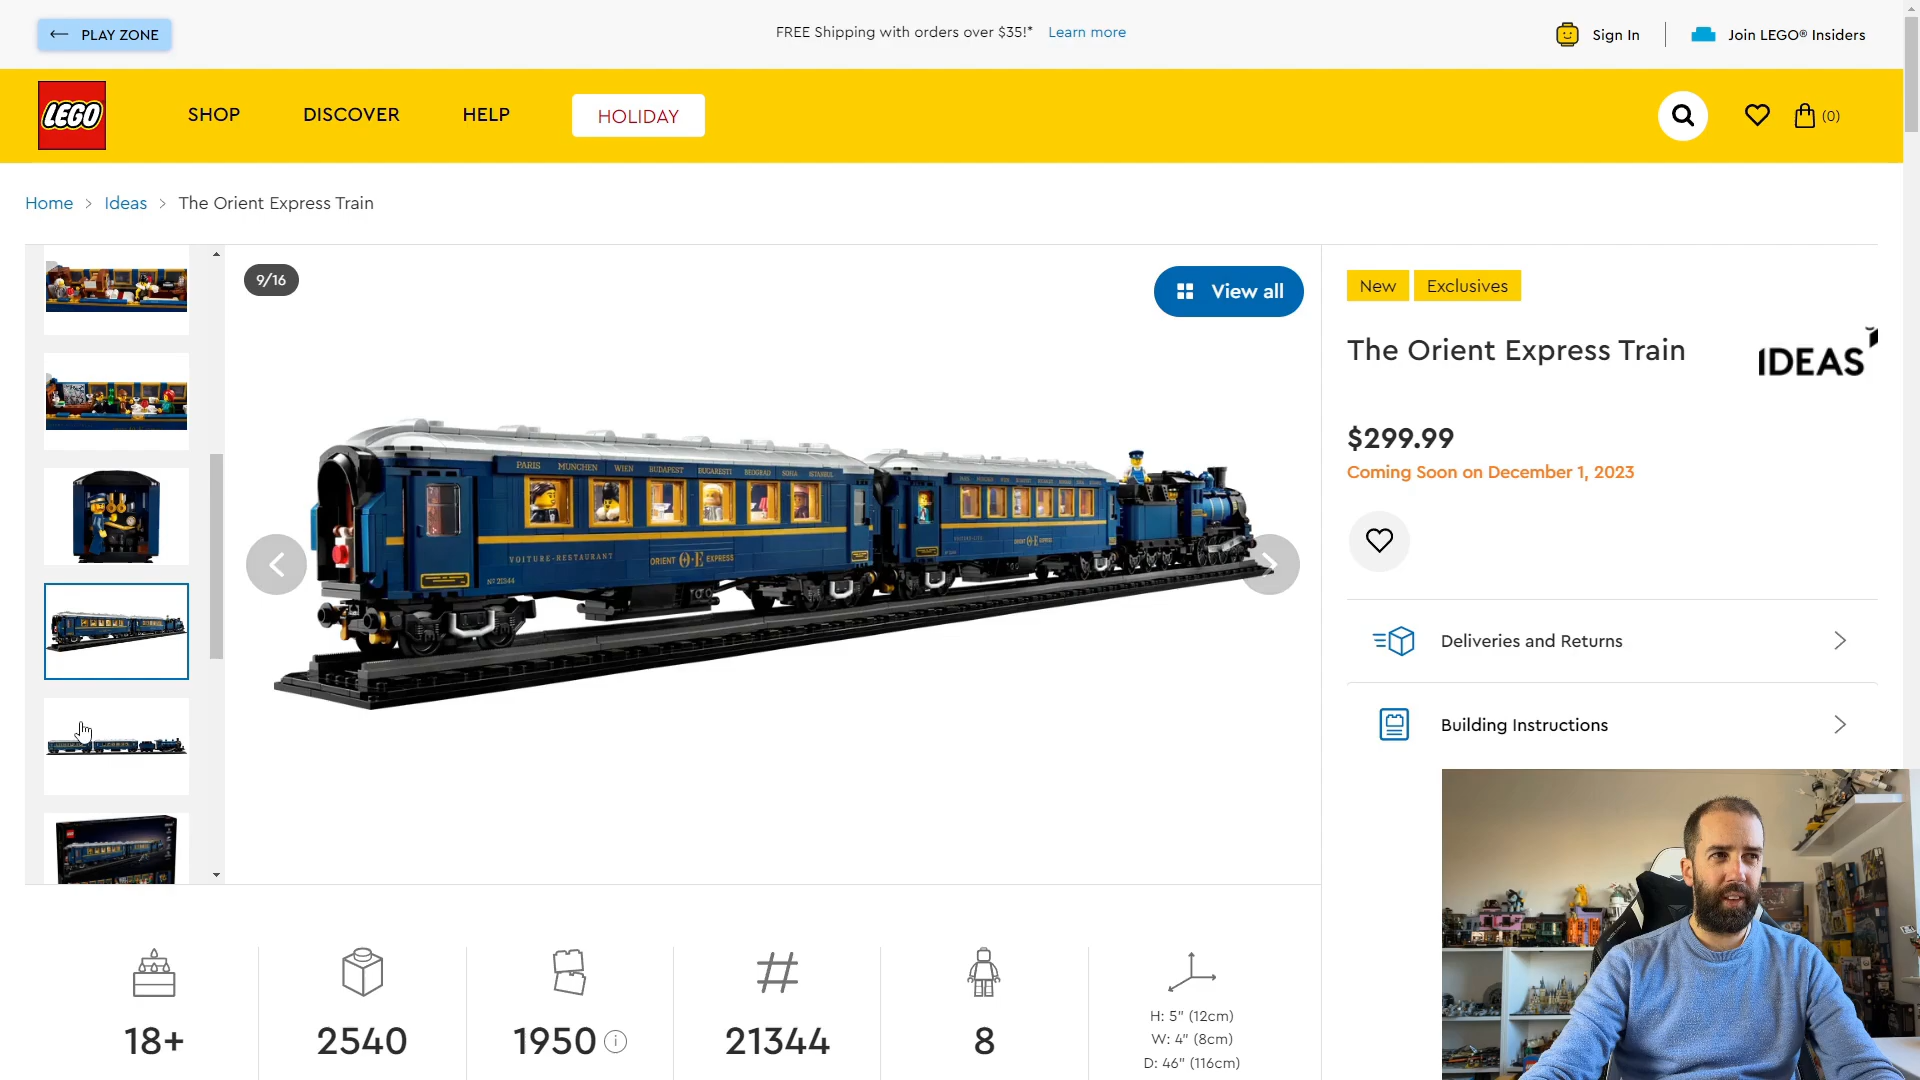 PLAY ZONE
FREE Shipping with orders over $35!* Learn more
Sign In
Join LEGO® Insiders
LEGO
SHOP
DISCOVER
HELP
HOLIDAY
(0)
Home > Ideas > The Orient Express Train
9/16
View all
PARIS MÜNCHEN WIEN BUDAPEST BUCARESTI BEOGRAD SOFIA ISTANBUL
VOITURE-RESTAURANT
ORIENT O·E EXPRESS
Nº 21344
New
Exclusives
The Orient Express Train
IDEAS
$299.99
Coming Soon on December 1, 2023
Deliveries and Returns
Building Instructions
18+
2540
1950
21344
8
H: 5" (12cm)
W: 4" (8cm)
D: 46" (116cm)